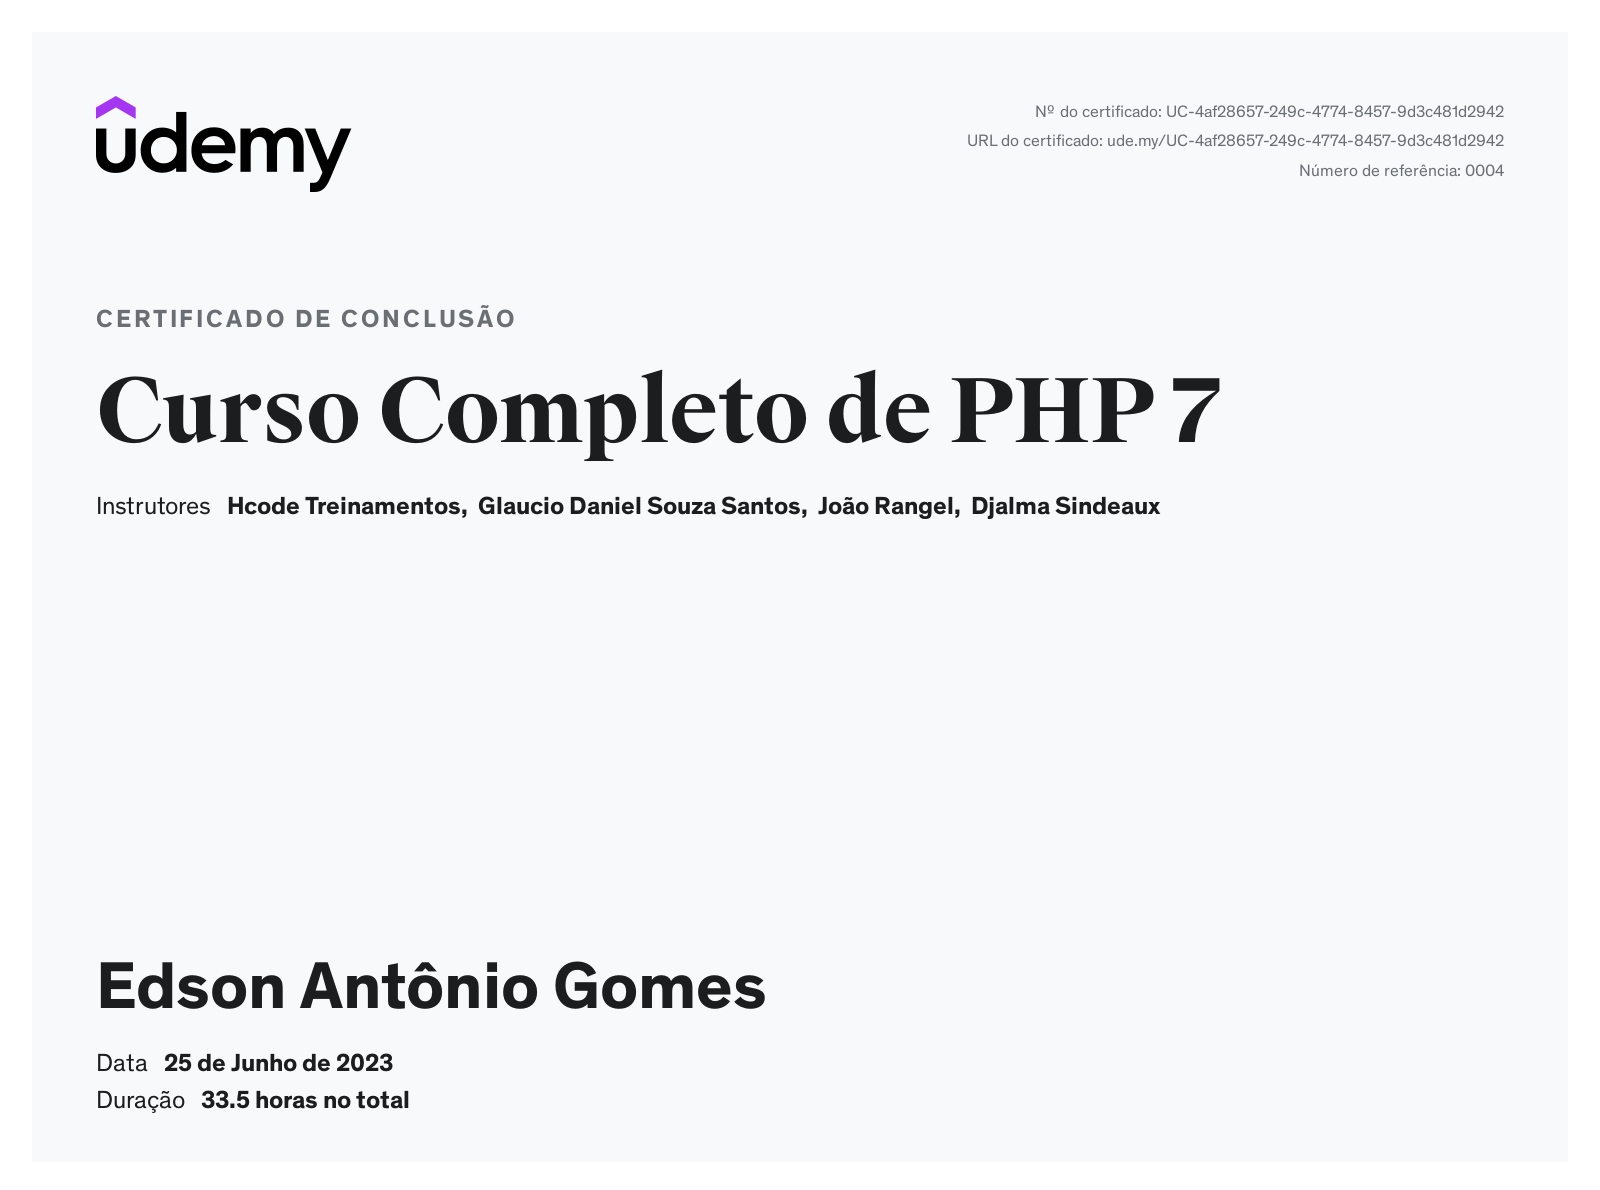 udemy
Nº do certificado: UC-4af28657-249c-4774-8457-9d3c481d2942
URL do certificado: ude.my/UC-4af28657-249c-4774-8457-9d3c481d2942
Número de referência: 0004
CERTIFICADO DE CONCLUSÃO
Curso Completo de PHP 7
Instrutores Hcode Treinamentos, Glaucio Daniel Souza Santos, João Rangel, Djalma Sindeaux
Edson Antônio Gomes
Data 25 de Junho de 2023
Duração 33.5 horas no total